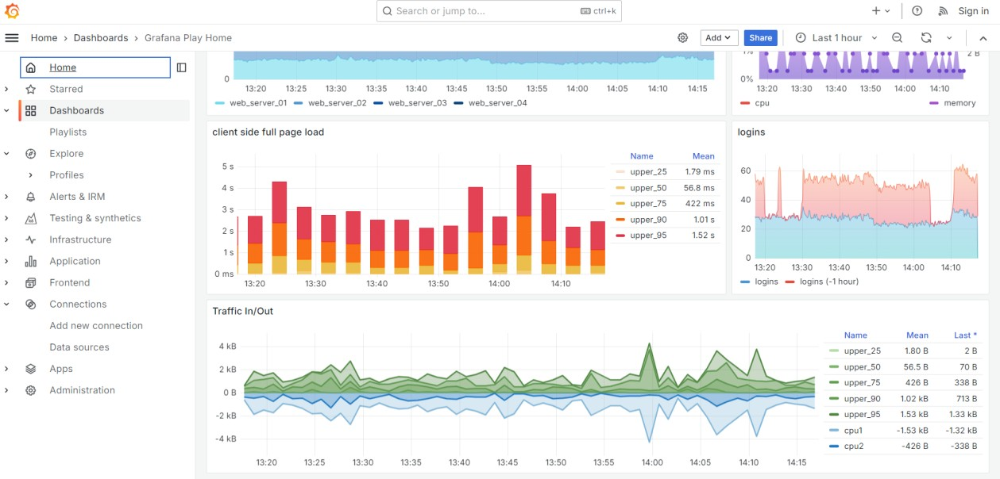 Search or jump to...
ctrl+k
Sign in
Home › Dashboards › Grafana Play Home
Add
Share
Last 1 hour
Home
Starred
Dashboards
Playlists
Explore
Profiles
Alerts & IRM
Testing & synthetics
Infrastructure
Application
Frontend
Connections
Add new connection
Data sources
Apps
Administration
0
13:20 13:25 13:30 13:35 13:40 13:45 13:50 13:55 14:00 14:05 14:10 14:15
web_server_01 web_server_02 web_server_03 web_server_04
2 B
0%
13:20 13:30 13:40 13:50 14:00 14:10
cpu memory
client side full page load
5 s
4 s
3 s
2 s
1 s
0 ms
13:20 13:30 13:40 13:50 14:00 14:10
Name Mean
upper_25 1.79 ms
upper_50 56.8 ms
upper_75 422 ms
upper_90 1.01 s
upper_95 1.52 s
logins
60
40
20
0
13:20 13:30 13:40 13:50 14:00 14:10
logins logins (-1 hour)
Traffic In/Out
4 kB
2 kB
0 B
-2 kB
-4 kB
13:20 13:25 13:30 13:35 13:40 13:45 13:50 13:55 14:00 14:05 14:10 14:15
Name Mean Last *
upper_25 1.80 B 2 B
upper_50 56.5 B 70 B
upper_75 426 B 338 B
upper_90 1.02 kB 713 B
upper_95 1.53 kB 1.33 kB
cpu1 -1.53 kB -1.32 kB
cpu2 -426 B -338 B